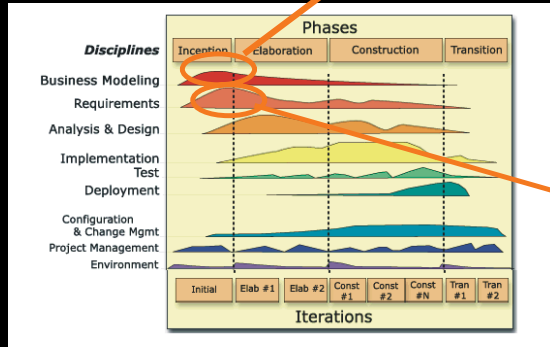 Phases
Disciplines
Inception Elaboration Construction Transition
Business Modeling
Requirements
Analysis & Design
Implementation
Test
Deployment
Configuration
& Change Mgmt
Project Management
Environment
Initial Elab #1 Elab #2 Const #1 Const #2 Const #N Tran #1 Tran #2
Iterations